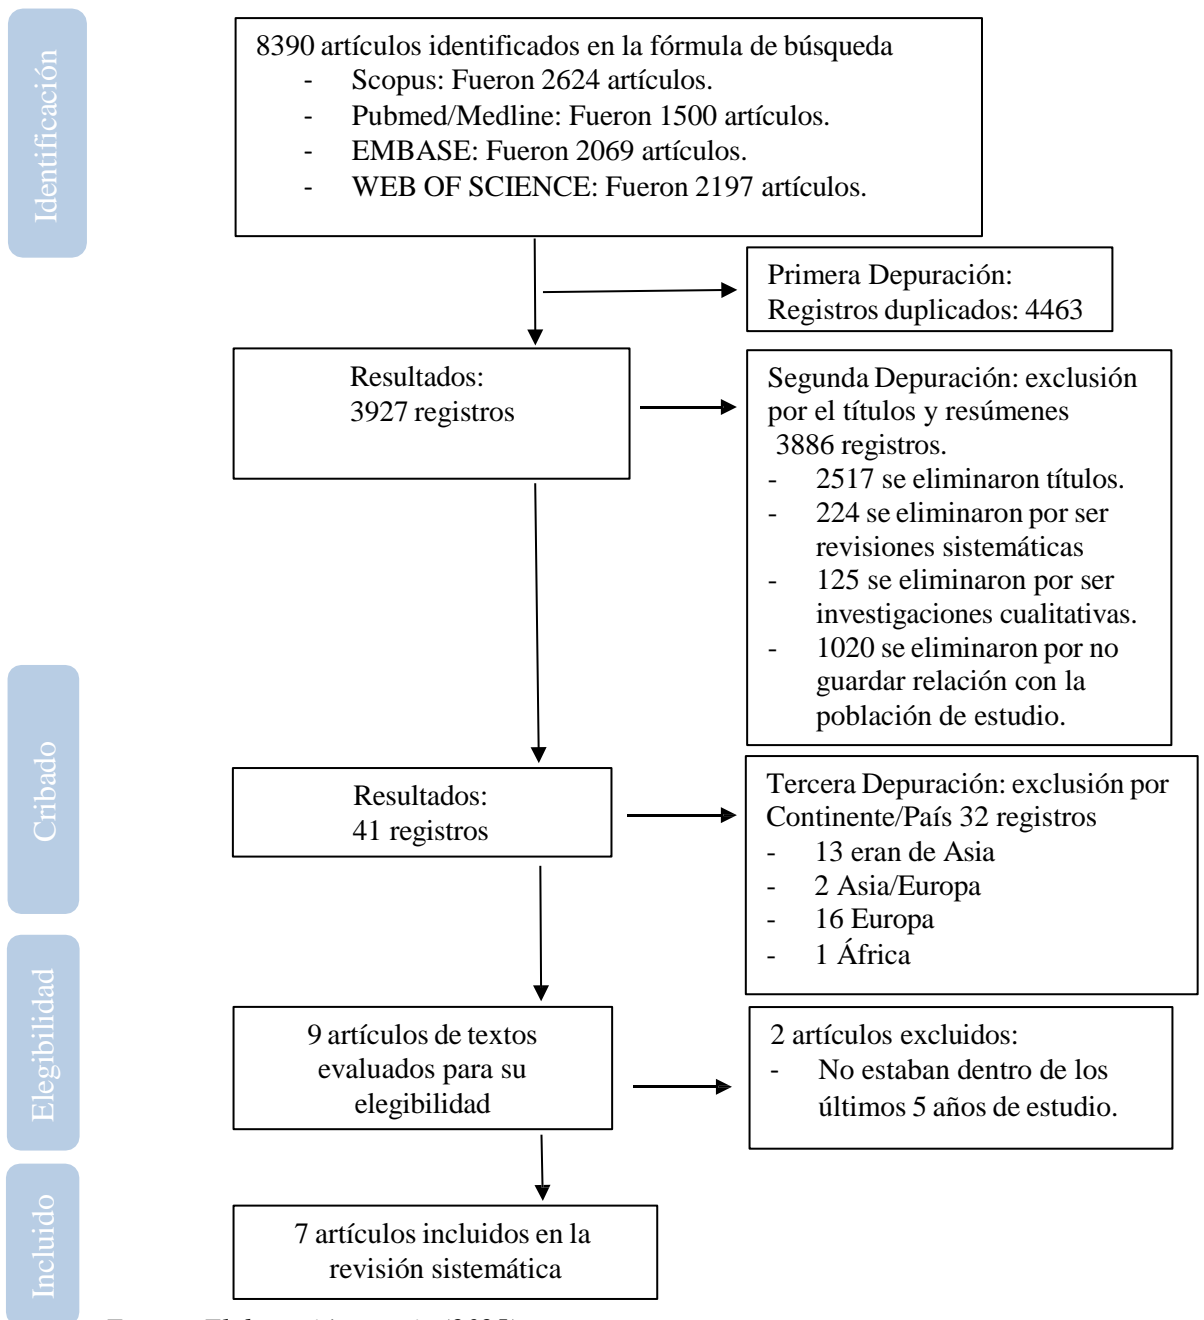 Identificación
8390 artículos identificados en la fórmula de búsqueda
- Scopus: Fueron 2624 artículos.
- Pubmed/Medline: Fueron 1500 artículos.
- EMBASE: Fueron 2069 artículos.
- WEB OF SCIENCE: Fueron 2197 artículos.
Primera Depuración:
Registros duplicados: 4463
Resultados:
3927 registros
Segunda Depuración: exclusión
por el títulos y resúmenes
3886 registros.
- 2517 se eliminaron títulos.
- 224 se eliminaron por ser
revisiones sistemáticas
- 125 se eliminaron por ser
investigaciones cualitativas.
- 1020 se eliminaron por no
guardar relación con la
población de estudio.
Cribado
Resultados:
41 registros
Tercera Depuración: exclusión por
Continente/País 32 registros
- 13 eran de Asia
- 2 Asia/Europa
- 16 Europa
- 1 África
Elegibilidad
9 artículos de textos
evaluados para su
elegibilidad
2 artículos excluidos:
- No estaban dentro de los
últimos 5 años de estudio.
Incluido
7 artículos incluidos en la
revisión sistemática